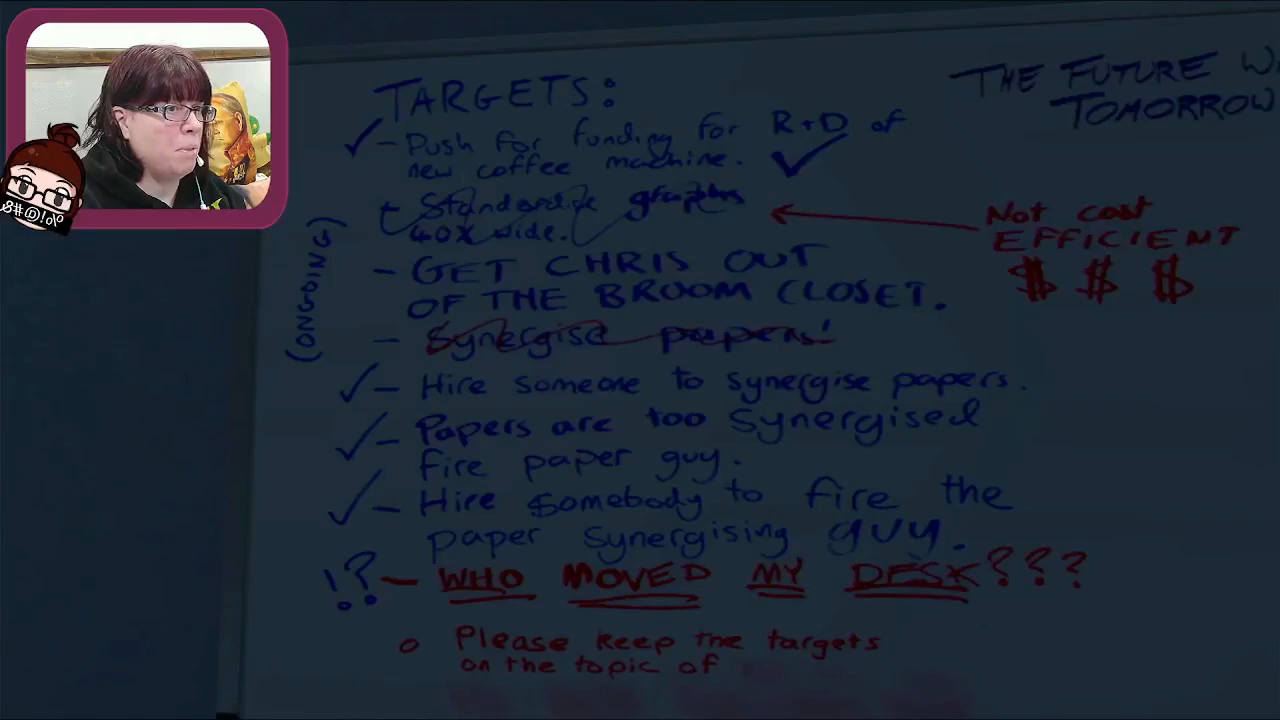 TARGETS:
THE FUTURE
TOMORROW
✓ - Push for funding for R+D of
new coffee machine. ✓
- Standardize graphs
40x wide.
Not cost
EFFICIENT
$ $ $
(ONGOING)
- GET CHRIS OUT
OF THE BROOM CLOSET.
- Synergise papers!
✓ - Hire someone to synergise papers.
✓ - Papers are too synergised
fire paper guy.
✓ - Hire somebody to fire the
paper synergising guy.
!? - WHO MOVED MY DESK???
o Please keep the targets
on the topic of
8#@!%